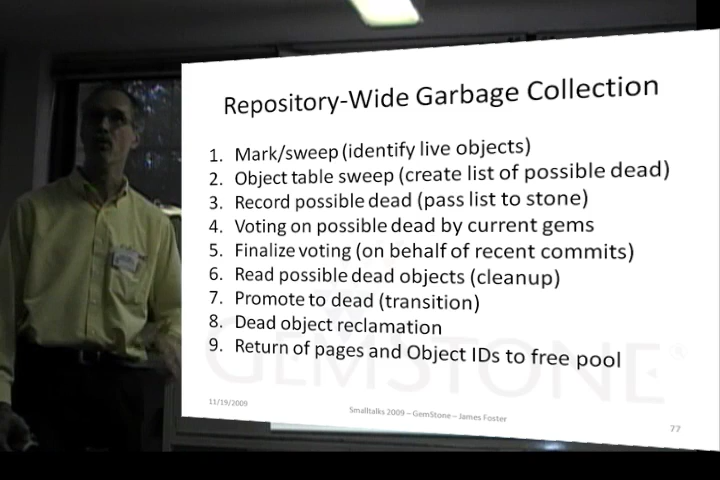 Repository-Wide Garbage Collection
1. Mark/sweep (identify live objects)
2. Object table sweep (create list of possible dead)
3. Record possible dead (pass list to stone)
4. Voting on possible dead by current gems
5. Finalize voting (on behalf of recent commits)
6. Read possible dead objects (cleanup)
7. Promote to dead (transition)
8. Dead object reclamation
9. Return of pages and Object IDs to free pool
GEMSTONE
11/19/2009
Smalltalks 2009 – GemStone – James Foster
77